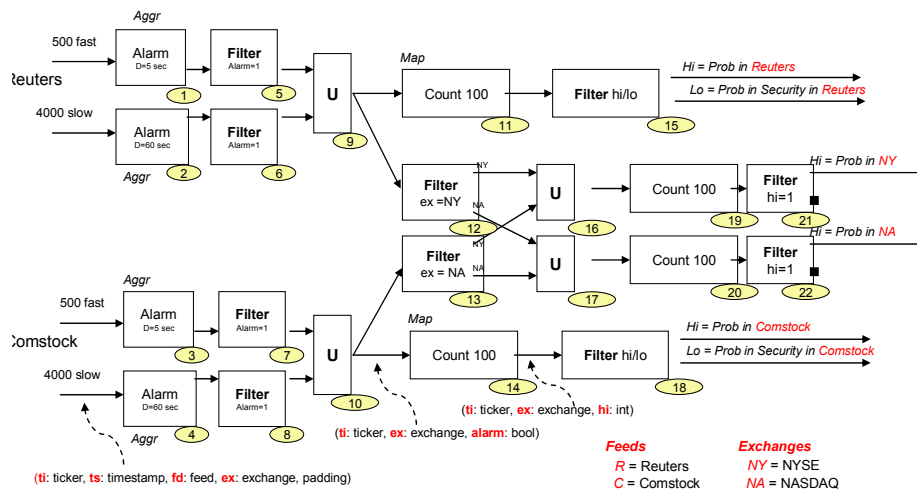 Aggr
500 fast
Alarm
D=5 sec
1
Filter
Alarm=1
5
Reuters
4000 slow
Alarm
D=60 sec
2
Aggr
Filter
Alarm=1
6
U
9
Map
Count 100
11
Filter hi/lo
15
Hi = Prob in Reuters
Lo = Prob in Security in Reuters
Filter
ex =NY
12
NY
NA
Filter
ex = NA
13
NY
NA
U
16
U
17
Count 100
19
Filter
hi=1
21
Hi = Prob in NY
Count 100
20
Filter
hi=1
22
Hi = Prob in NA
Aggr
500 fast
Alarm
D=5 sec
3
Filter
Alarm=1
7
Comstock
4000 slow
Alarm
D=60 sec
4
Aggr
Filter
Alarm=1
8
U
10
Map
Count 100
14
Filter hi/lo
18
Hi = Prob in Comstock
Lo = Prob in Security in Comstock
(ti: ticker, ex: exchange, hi: int)
(ti: ticker, ex: exchange, alarm: bool)
(ti: ticker, ts: timestamp, fd: feed, ex: exchange, padding)
Feeds
R = Reuters
C = Comstock
Exchanges
NY = NYSE
NA = NASDAQ